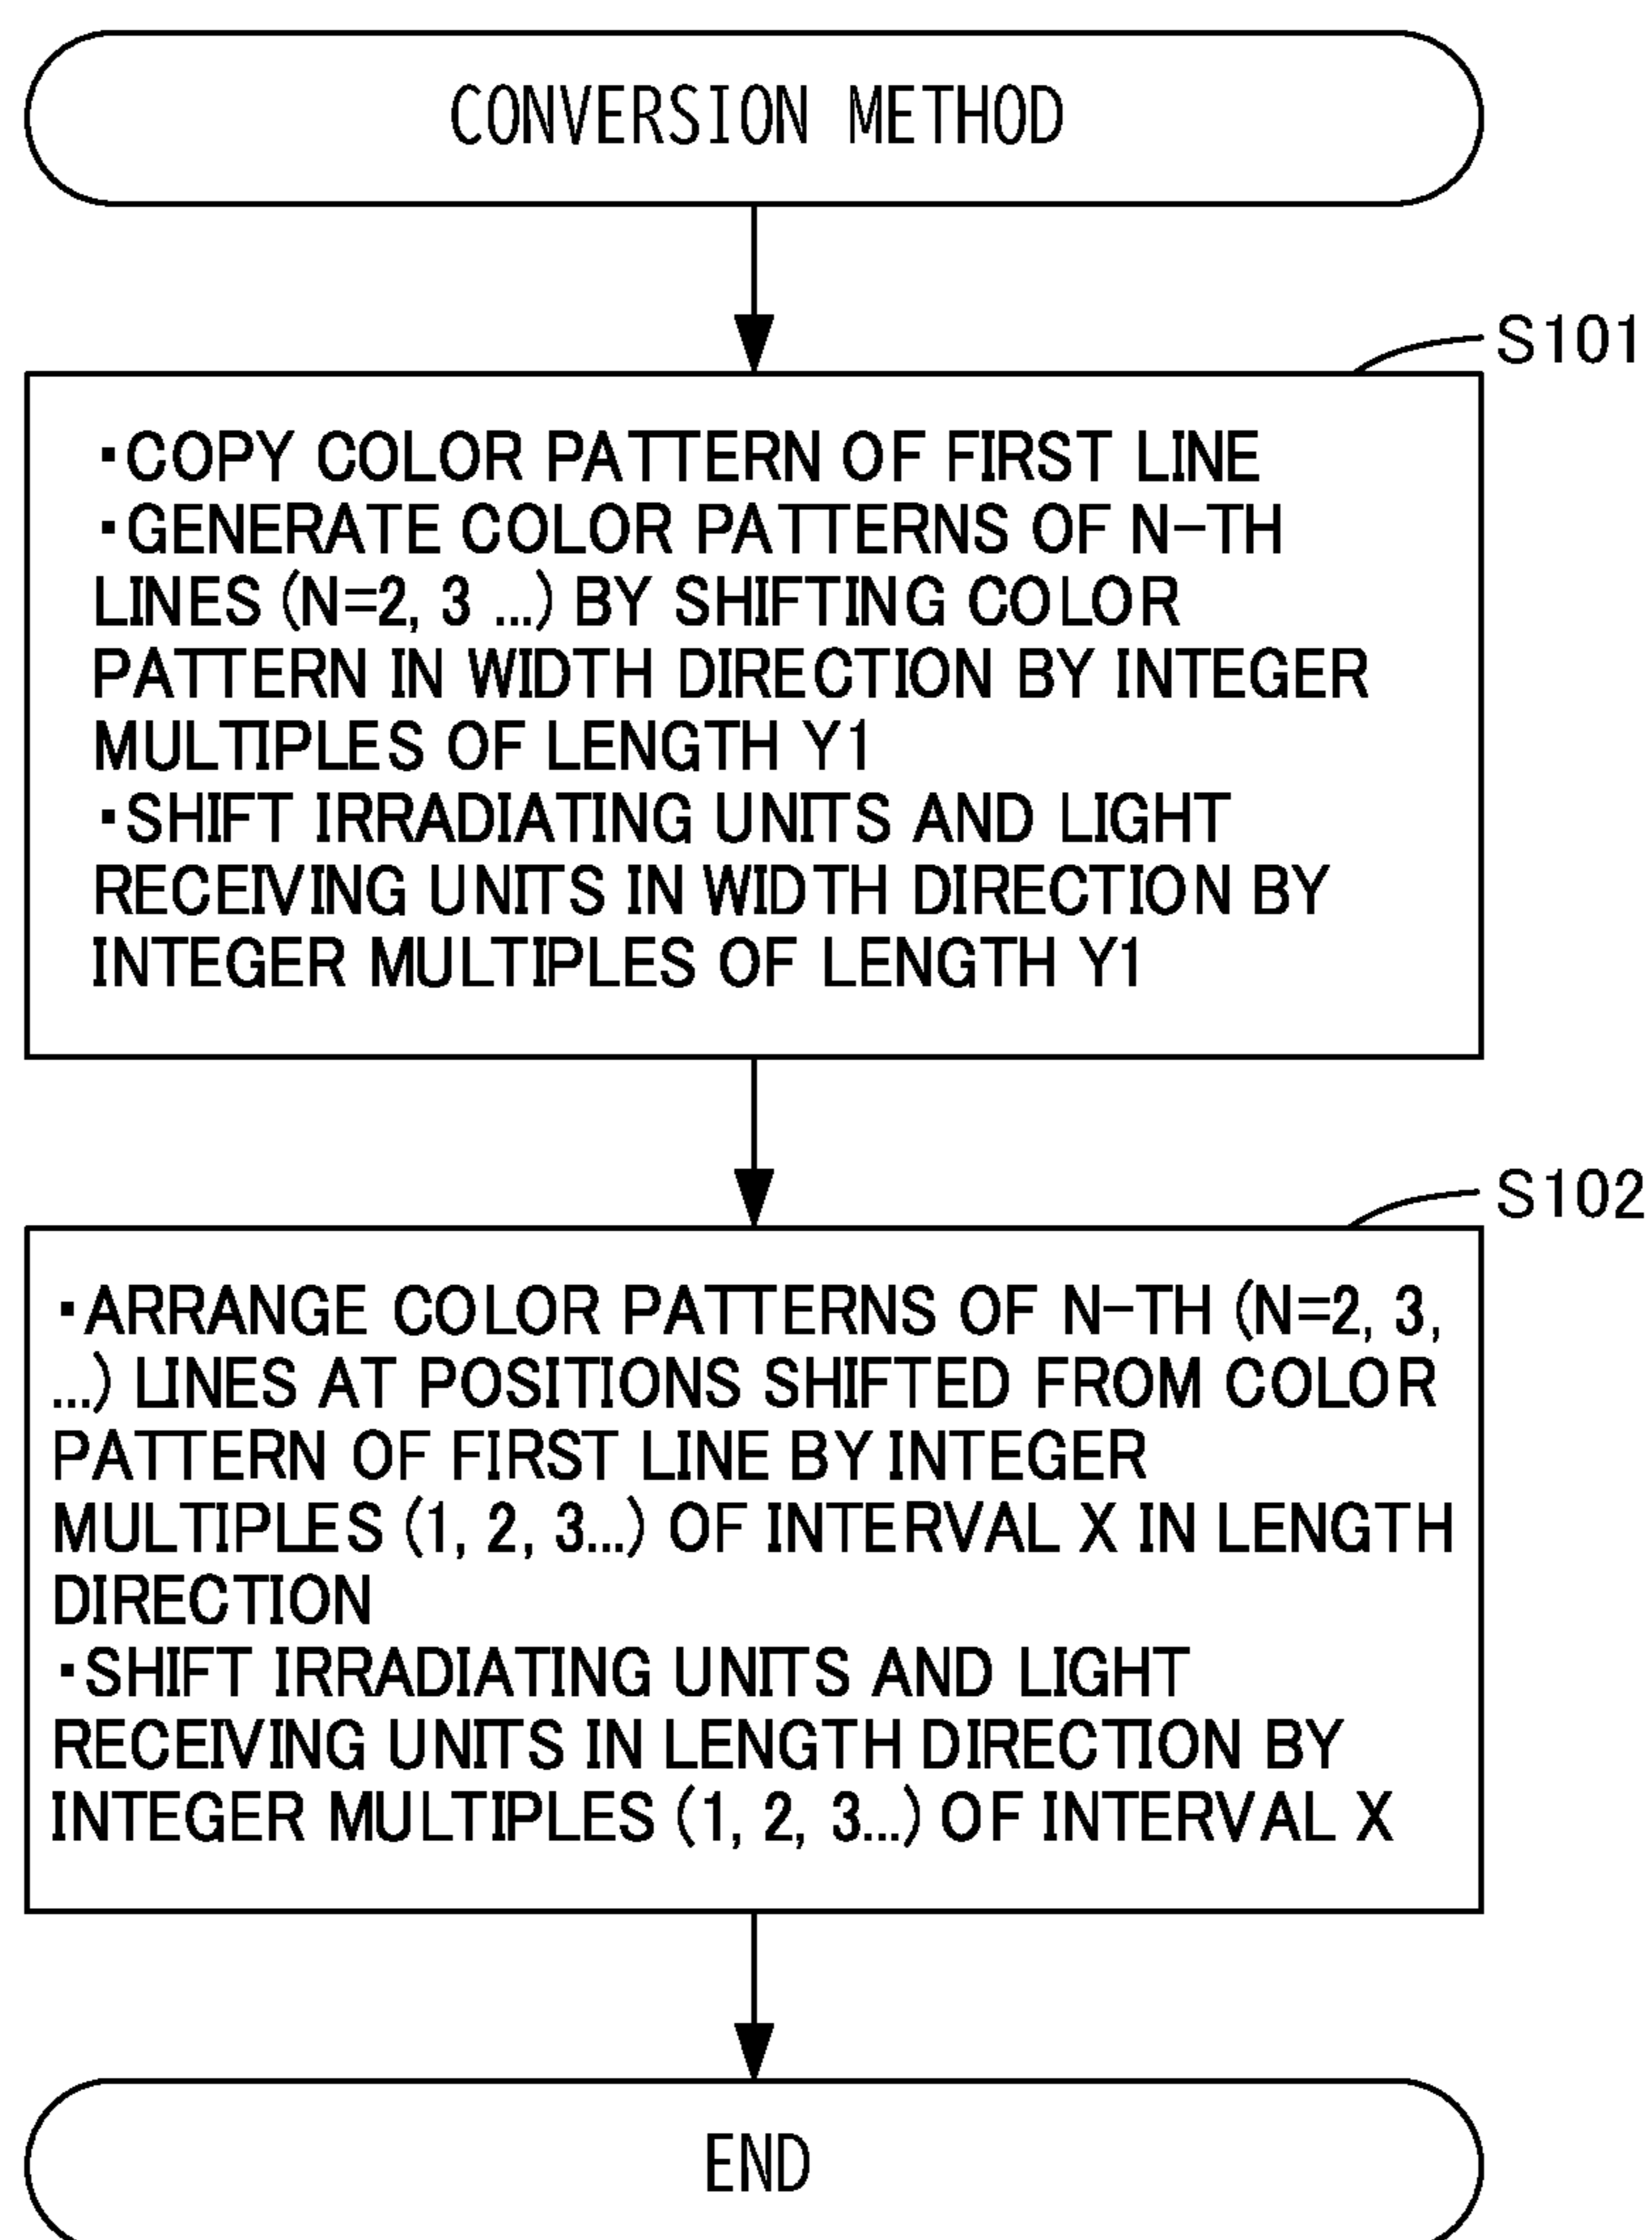 CONVERSION METHOD
S101
▪COPY COLOR PATTERN OF FIRST LINE
▪GENERATE COLOR PATTERNS OF N-TH
LINES (N=2, 3 ...) BY SHIFTING COLOR
PATTERN IN WIDTH DIRECTION BY INTEGER
MULTIPLES OF LENGTH Y1
▪SHIFT IRRADIATING UNITS AND LIGHT
RECEIVING UNITS IN WIDTH DIRECTION BY
INTEGER MULTIPLES OF LENGTH Y1
S102
▪ARRANGE COLOR PATTERNS OF N-TH (N=2, 3,
...) LINES AT POSITIONS SHIFTED FROM COLOR
PATTERN OF FIRST LINE BY INTEGER
MULTIPLES (1, 2, 3...) OF INTERVAL X IN LENGTH
DIRECTION
▪SHIFT IRRADIATING UNITS AND LIGHT
RECEIVING UNITS IN LENGTH DIRECTION BY
INTEGER MULTIPLES (1, 2, 3...) OF INTERVAL X
END